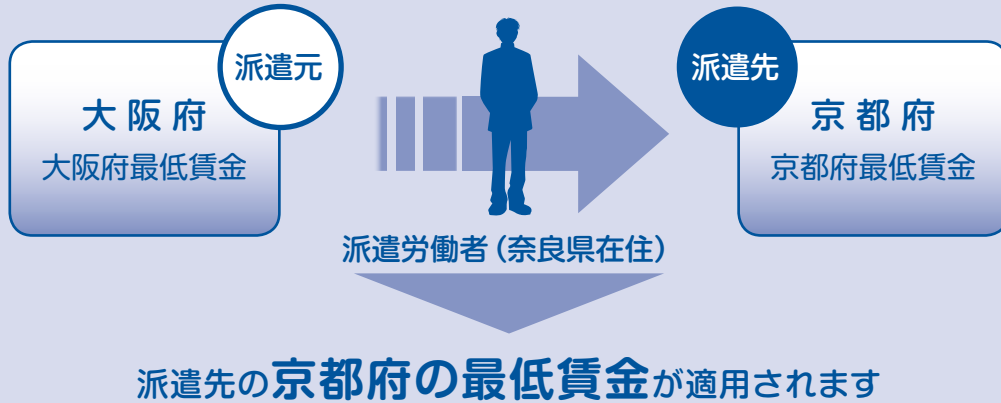 派遣元
大阪府
大阪府最低賃金
派遣先
京都府
京都府最低賃金
派遣労働者（奈良県在住）
派遣先の京都府の最低賃金が適用されます